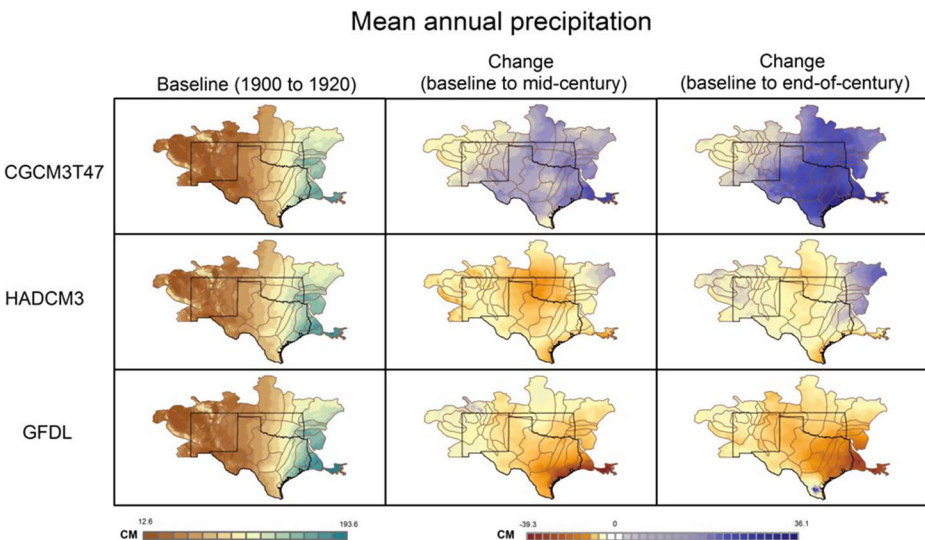 Mean annual precipitation
Baseline (1900 to 1920)
Change
(baseline to mid-century)
Change
(baseline to end-of-century)
CGCM3T47
HADCM3
GFDL
CM 12.6 193.6
CM -39.3 0 36.1